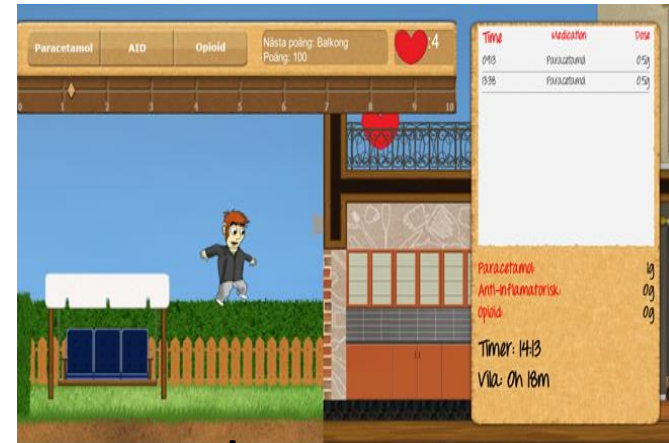 Paracetamol AID Opioid
Nästa poäng: Balkong
Poäng: 100
:4
0 1 2 3 4 5 6 7 8 9 10
Time Medication Dose
09:13 Paracetamol 0.5g
13:36 Paracetamol 0.5g
Paracetamol: 1g
Anti-inflamatorisk: 0g
Opioid: 0g
Timer: 14:13
Vila: 0h 18m